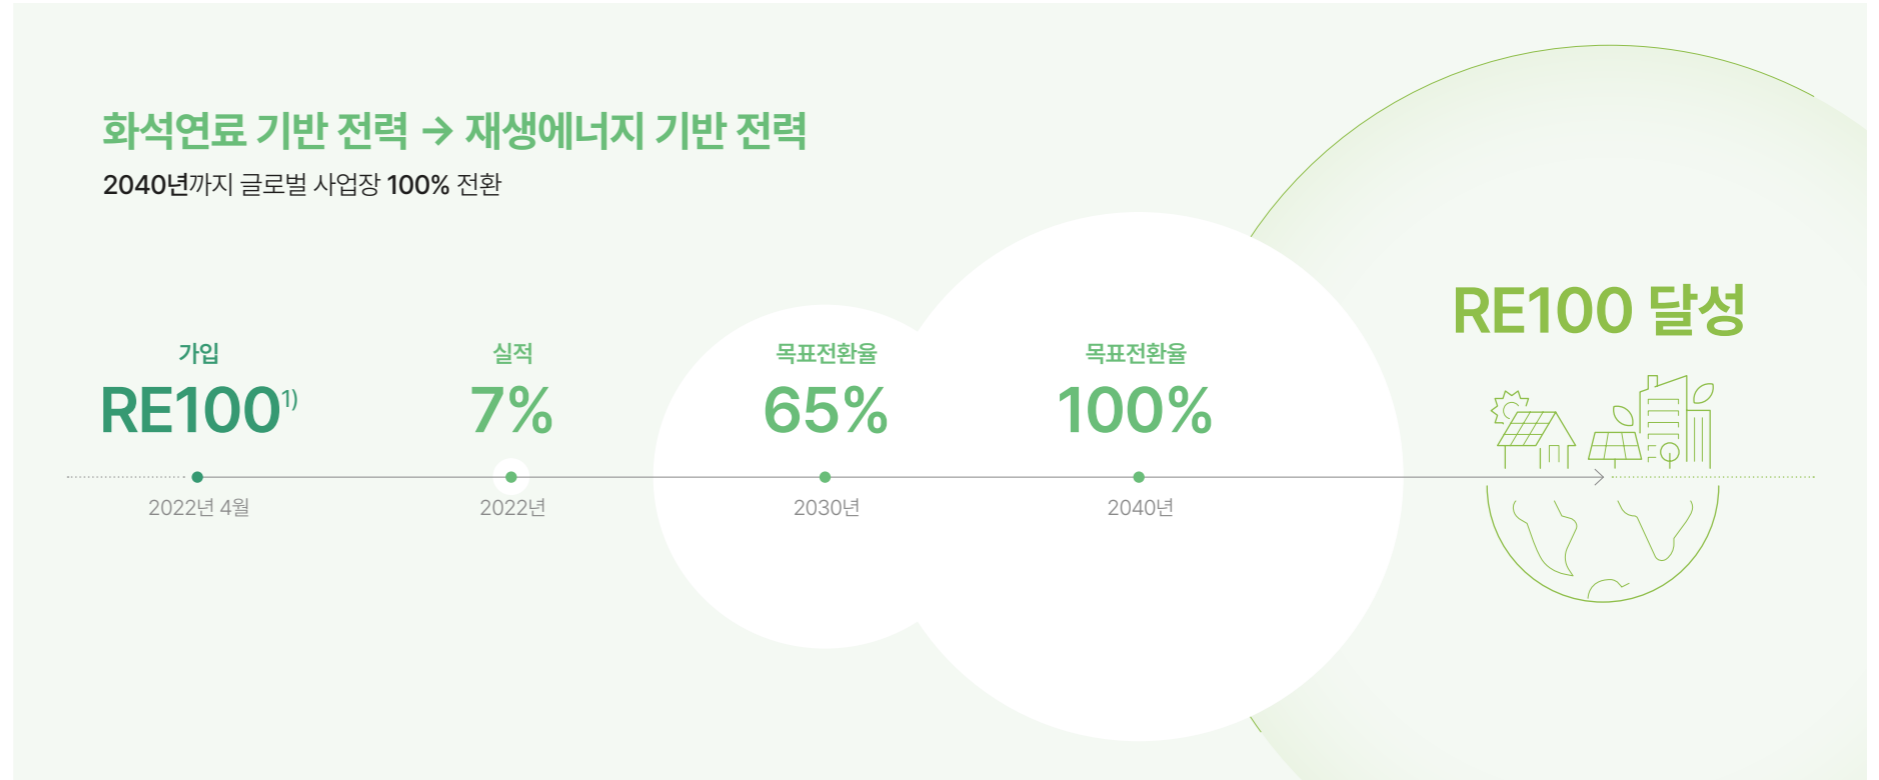 화석연료 기반 전력 → 재생에너지 기반 전력
2040년까지 글로벌 사업장 100% 전환
RE100 달성
가입
RE100¹⁾
2022년 4월
실적
7%
2022년
목표전환율
65%
2030년
목표전환율
100%
2040년